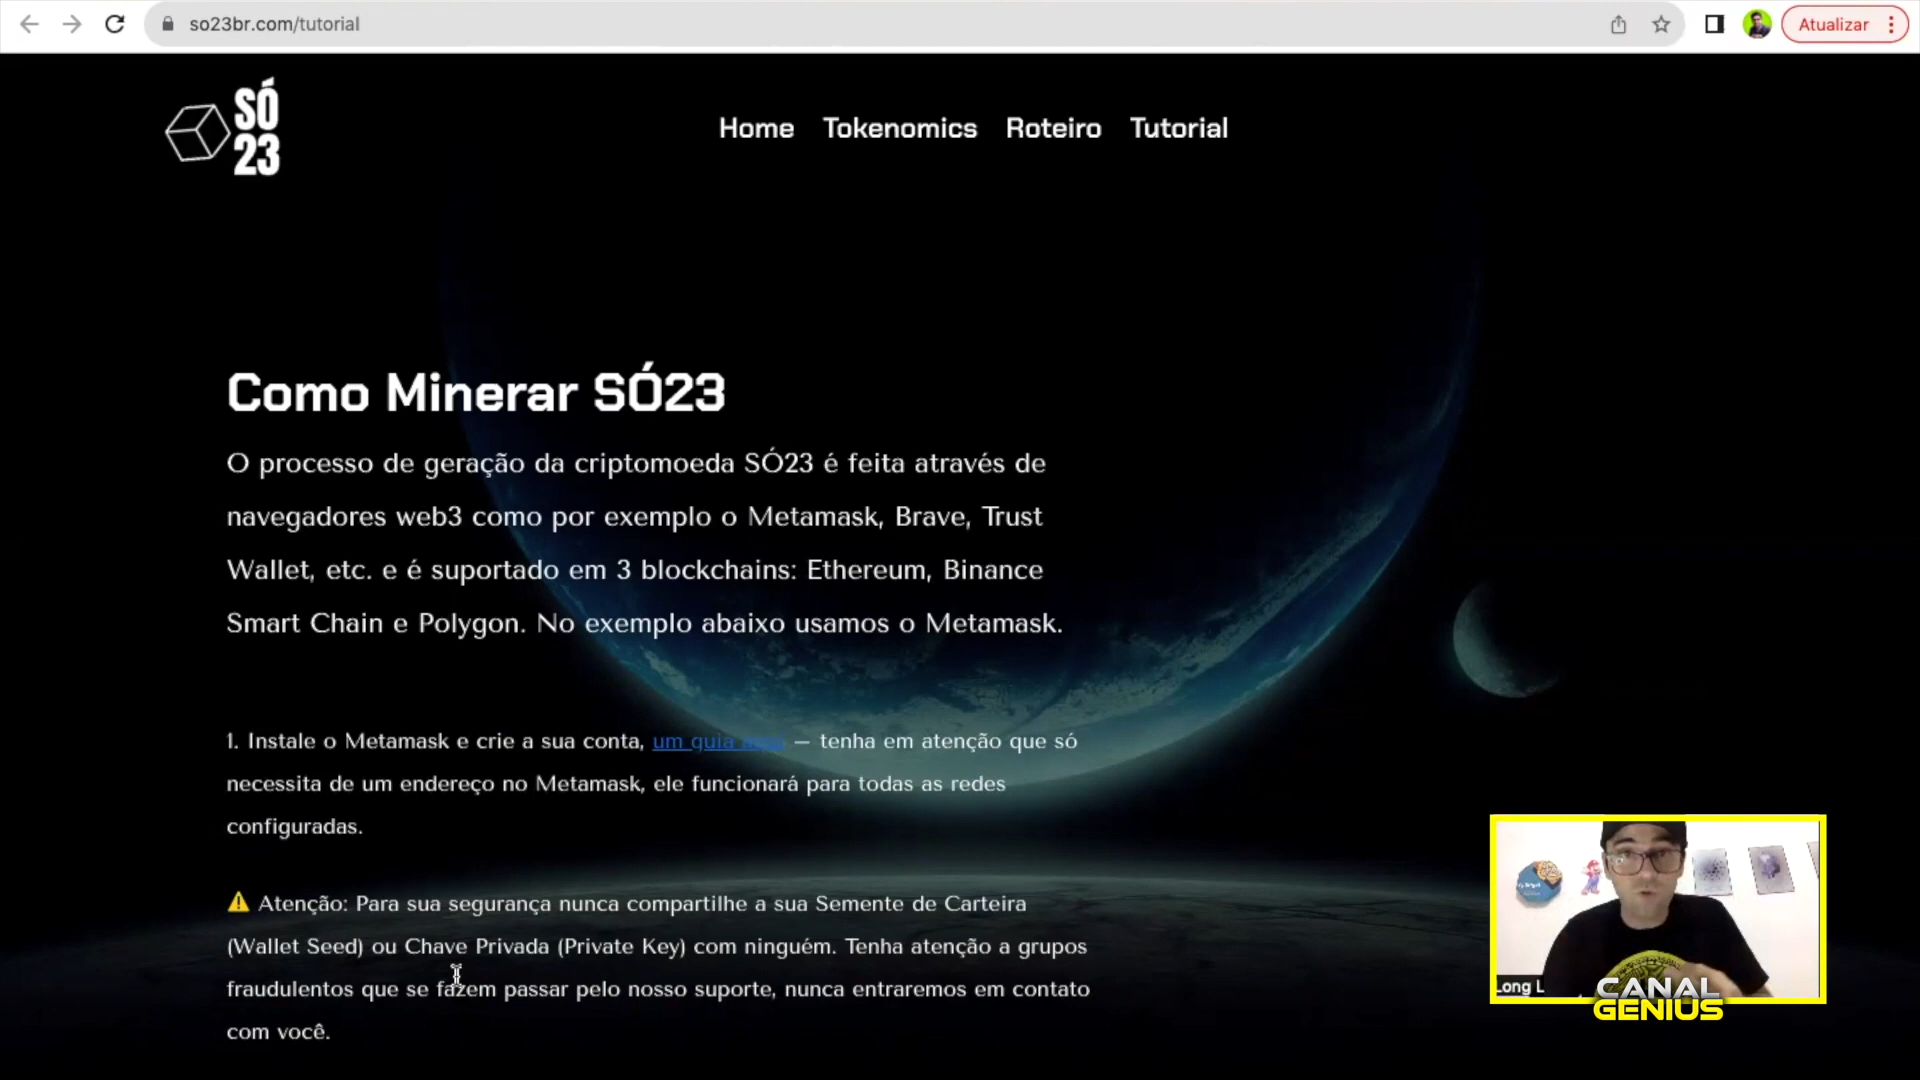 so23br.com/tutorial
Atualizar
SÓ
23
Home Tokenomics Roteiro Tutorial
Como Minerar SÓ23
O processo de geração da criptomoeda SÓ23 é feita através de
navegadores web3 como por exemplo o Metamask, Brave, Trust
Wallet, etc. e é suportado em 3 blockchains: Ethereum, Binance
Smart Chain e Polygon. No exemplo abaixo usamos o Metamask.
1. Instale o Metamask e crie a sua conta, um guia aqui – tenha em atenção que só
necessita de um endereço no Metamask, ele funcionará para todas as redes
configuradas.
⚠️ Atenção: Para sua segurança nunca compartilhe a sua Semente de Carteira
(Wallet Seed) ou Chave Privada (Private Key) com ninguém. Tenha atenção a grupos
fraudulentos que se fazem passar pelo nosso suporte, nunca entraremos em contato
com você.
Long L
CANAL
GENIUS